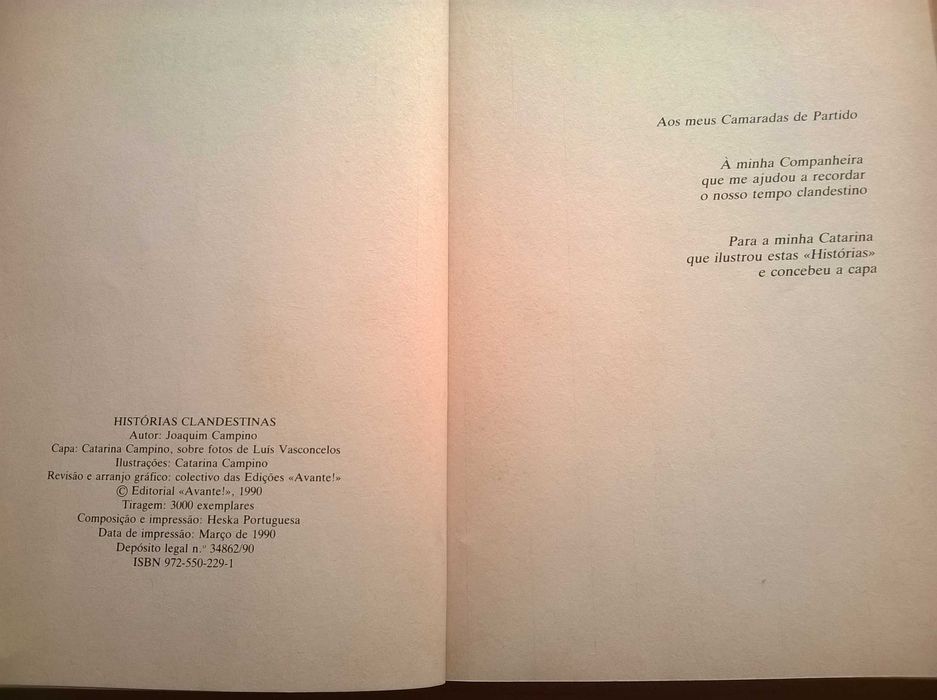 HISTÓRIAS CLANDESTINAS
Autor: Joaquim Campino
Capa: Catarina Campino, sobre fotos de Luís Vasconcelos
Ilustrações: Catarina Campino
Revisão e arranjo gráfico: colectivo das Edições «Avante!»
© Editorial «Avante!», 1990
Tiragem: 3000 exemplares
Composição e impressão: Heska Portuguesa
Data de impressão: Março de 1990
Depósito legal n.º 34862/90
ISBN 972-550-229-1
Aos meus Camaradas de Partido
À minha Companheira
que me ajudou a recordar
o nosso tempo clandestino
Para a minha Catarina
que ilustrou estas «Histórias»
e concebeu a capa